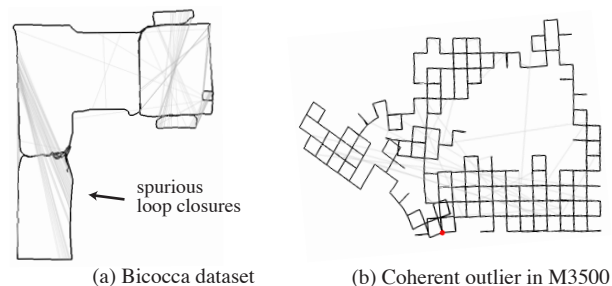 spurious
loop closures
(a) Bicocca dataset
(b) Coherent outlier in M3500